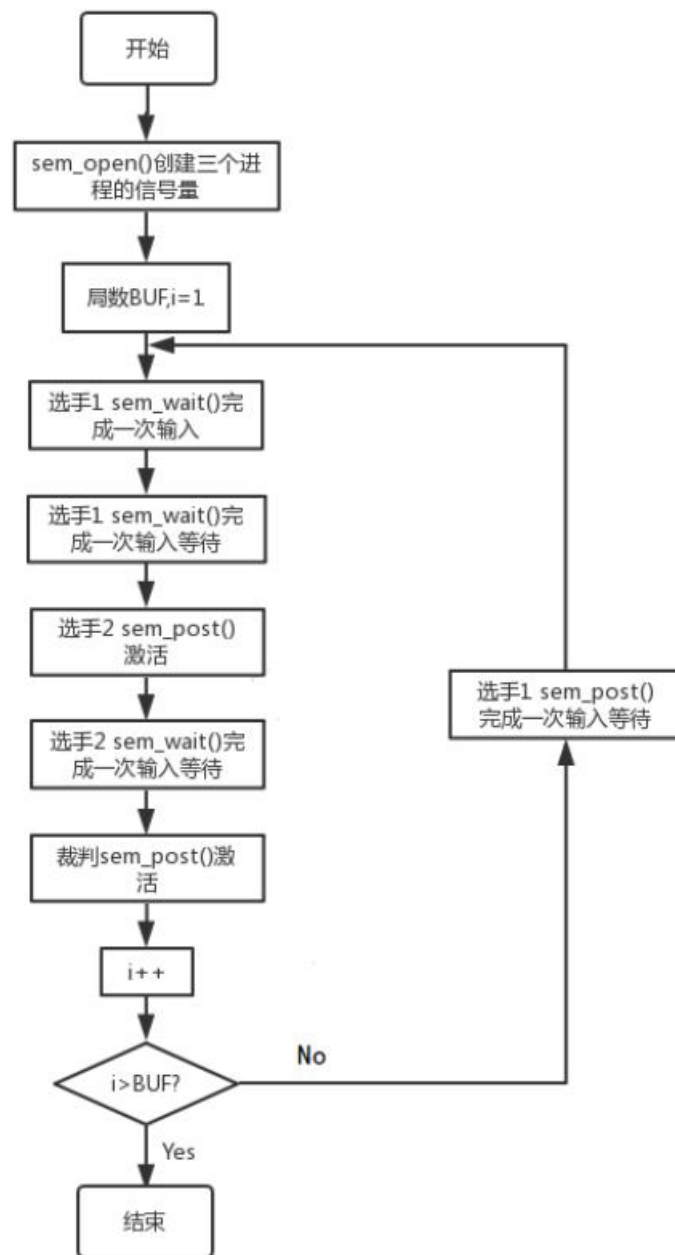 开始
sem_open()创建三个进
程的信号量
局数BUF,i=1
选手1 sem_wait()完
成一次输入
选手1 sem_wait()完
成一次输入等待
选手2 sem_post()
激活
选手2 sem_wait()完
成一次输入等待
裁判sem_post()激
活
i++
i>BUF?
No
选手1 sem_post()
完成一次输入等待
Yes
结束